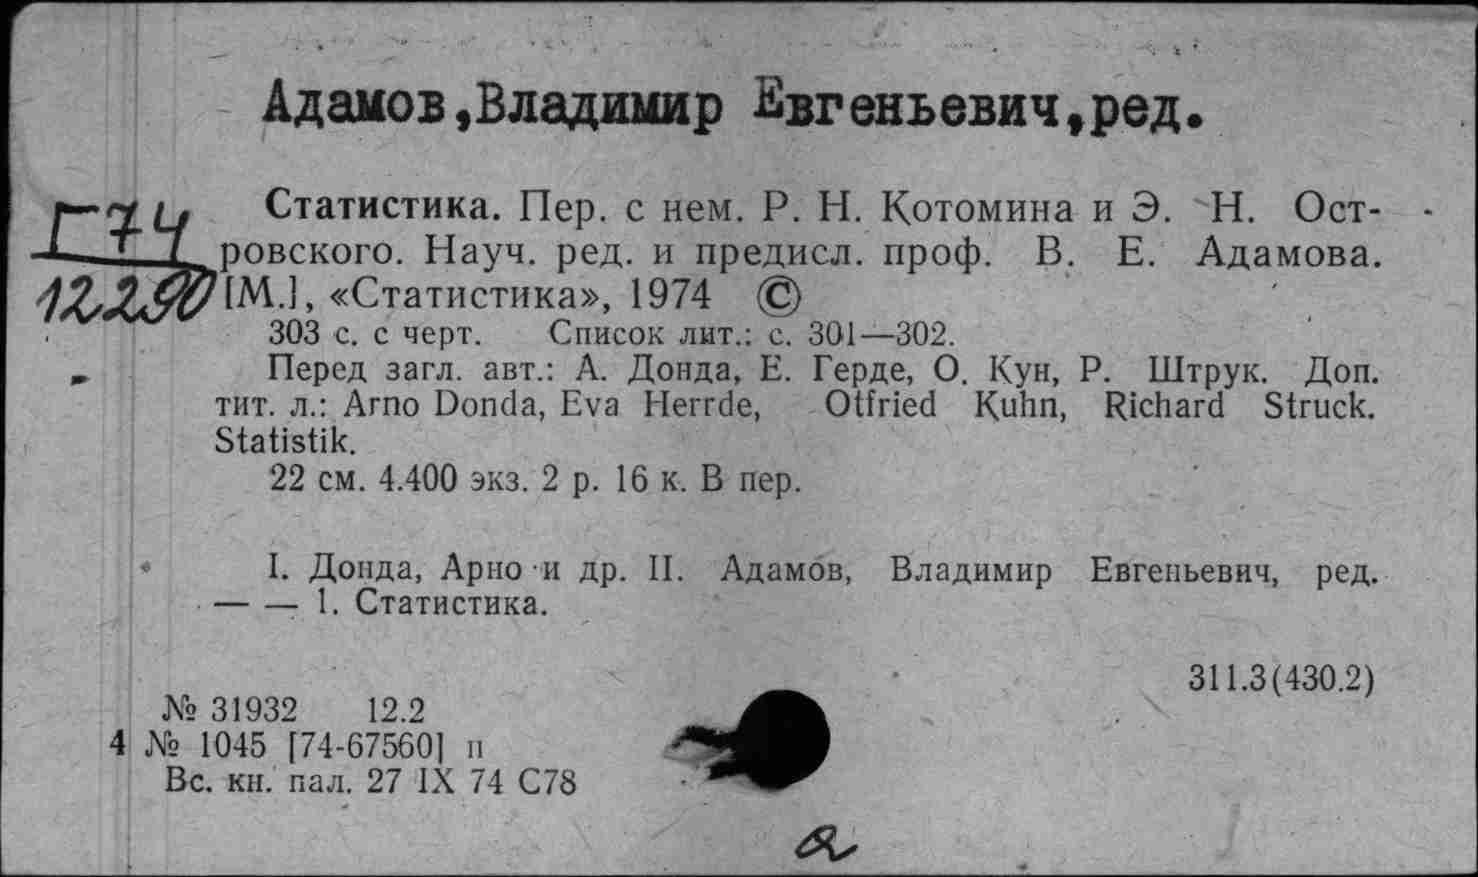 Адамов,Владимир Евгеньевич,ред.
Г74
12290
Статистика. Пер. с нем. Р. Н. Котомина и Э. Н. Ост-
ровского. Науч. ред. и предисл. проф. В. Е. Адамова.
[М.], «Статистика», 1974 ©
303 с. с черт. Список лит.: с. 301—302.
Перед загл. авт.: А. Донда, Е. Герде, О. Кун, Р. Штрук. Доп.
тит. л.: Arno Donda, Eva Herrde, Otfried Kuhn, Richard Struck.
Statistik.
22 см. 4.400 экз. 2 р. 16 к. В пер.
I. Донда, Арно и др. II. Адамов, Владимир Евгеньевич, ред.
— — 1. Статистика.
311.3(430.2)
№ 31932 12.2
4 № 1045 [74-67560] п
Вс. кн. пал. 27 IX 74 С78